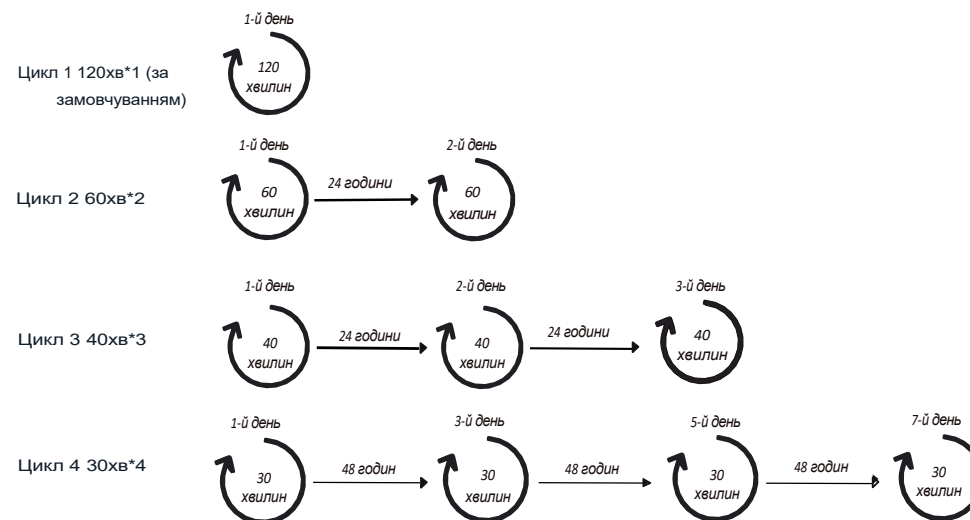 1-й день
Цикл 1 120хв*1 (за
замовчуванням)
120
хвилин
1-й день
2-й день
Цикл 2 60хв*2
60
хвилин
24 години
60
хвилин
1-й день
2-й день
3-й день
Цикл 3 40хв*3
40
хвилин
24 години
40
хвилин
24 години
40
хвилин
1-й день
3-й день
5-й день
7-й день
Цикл 4 30хв*4
30
хвилин
48 годин
30
хвилин
48 годин
30
хвилин
48 годин
30
хвилин